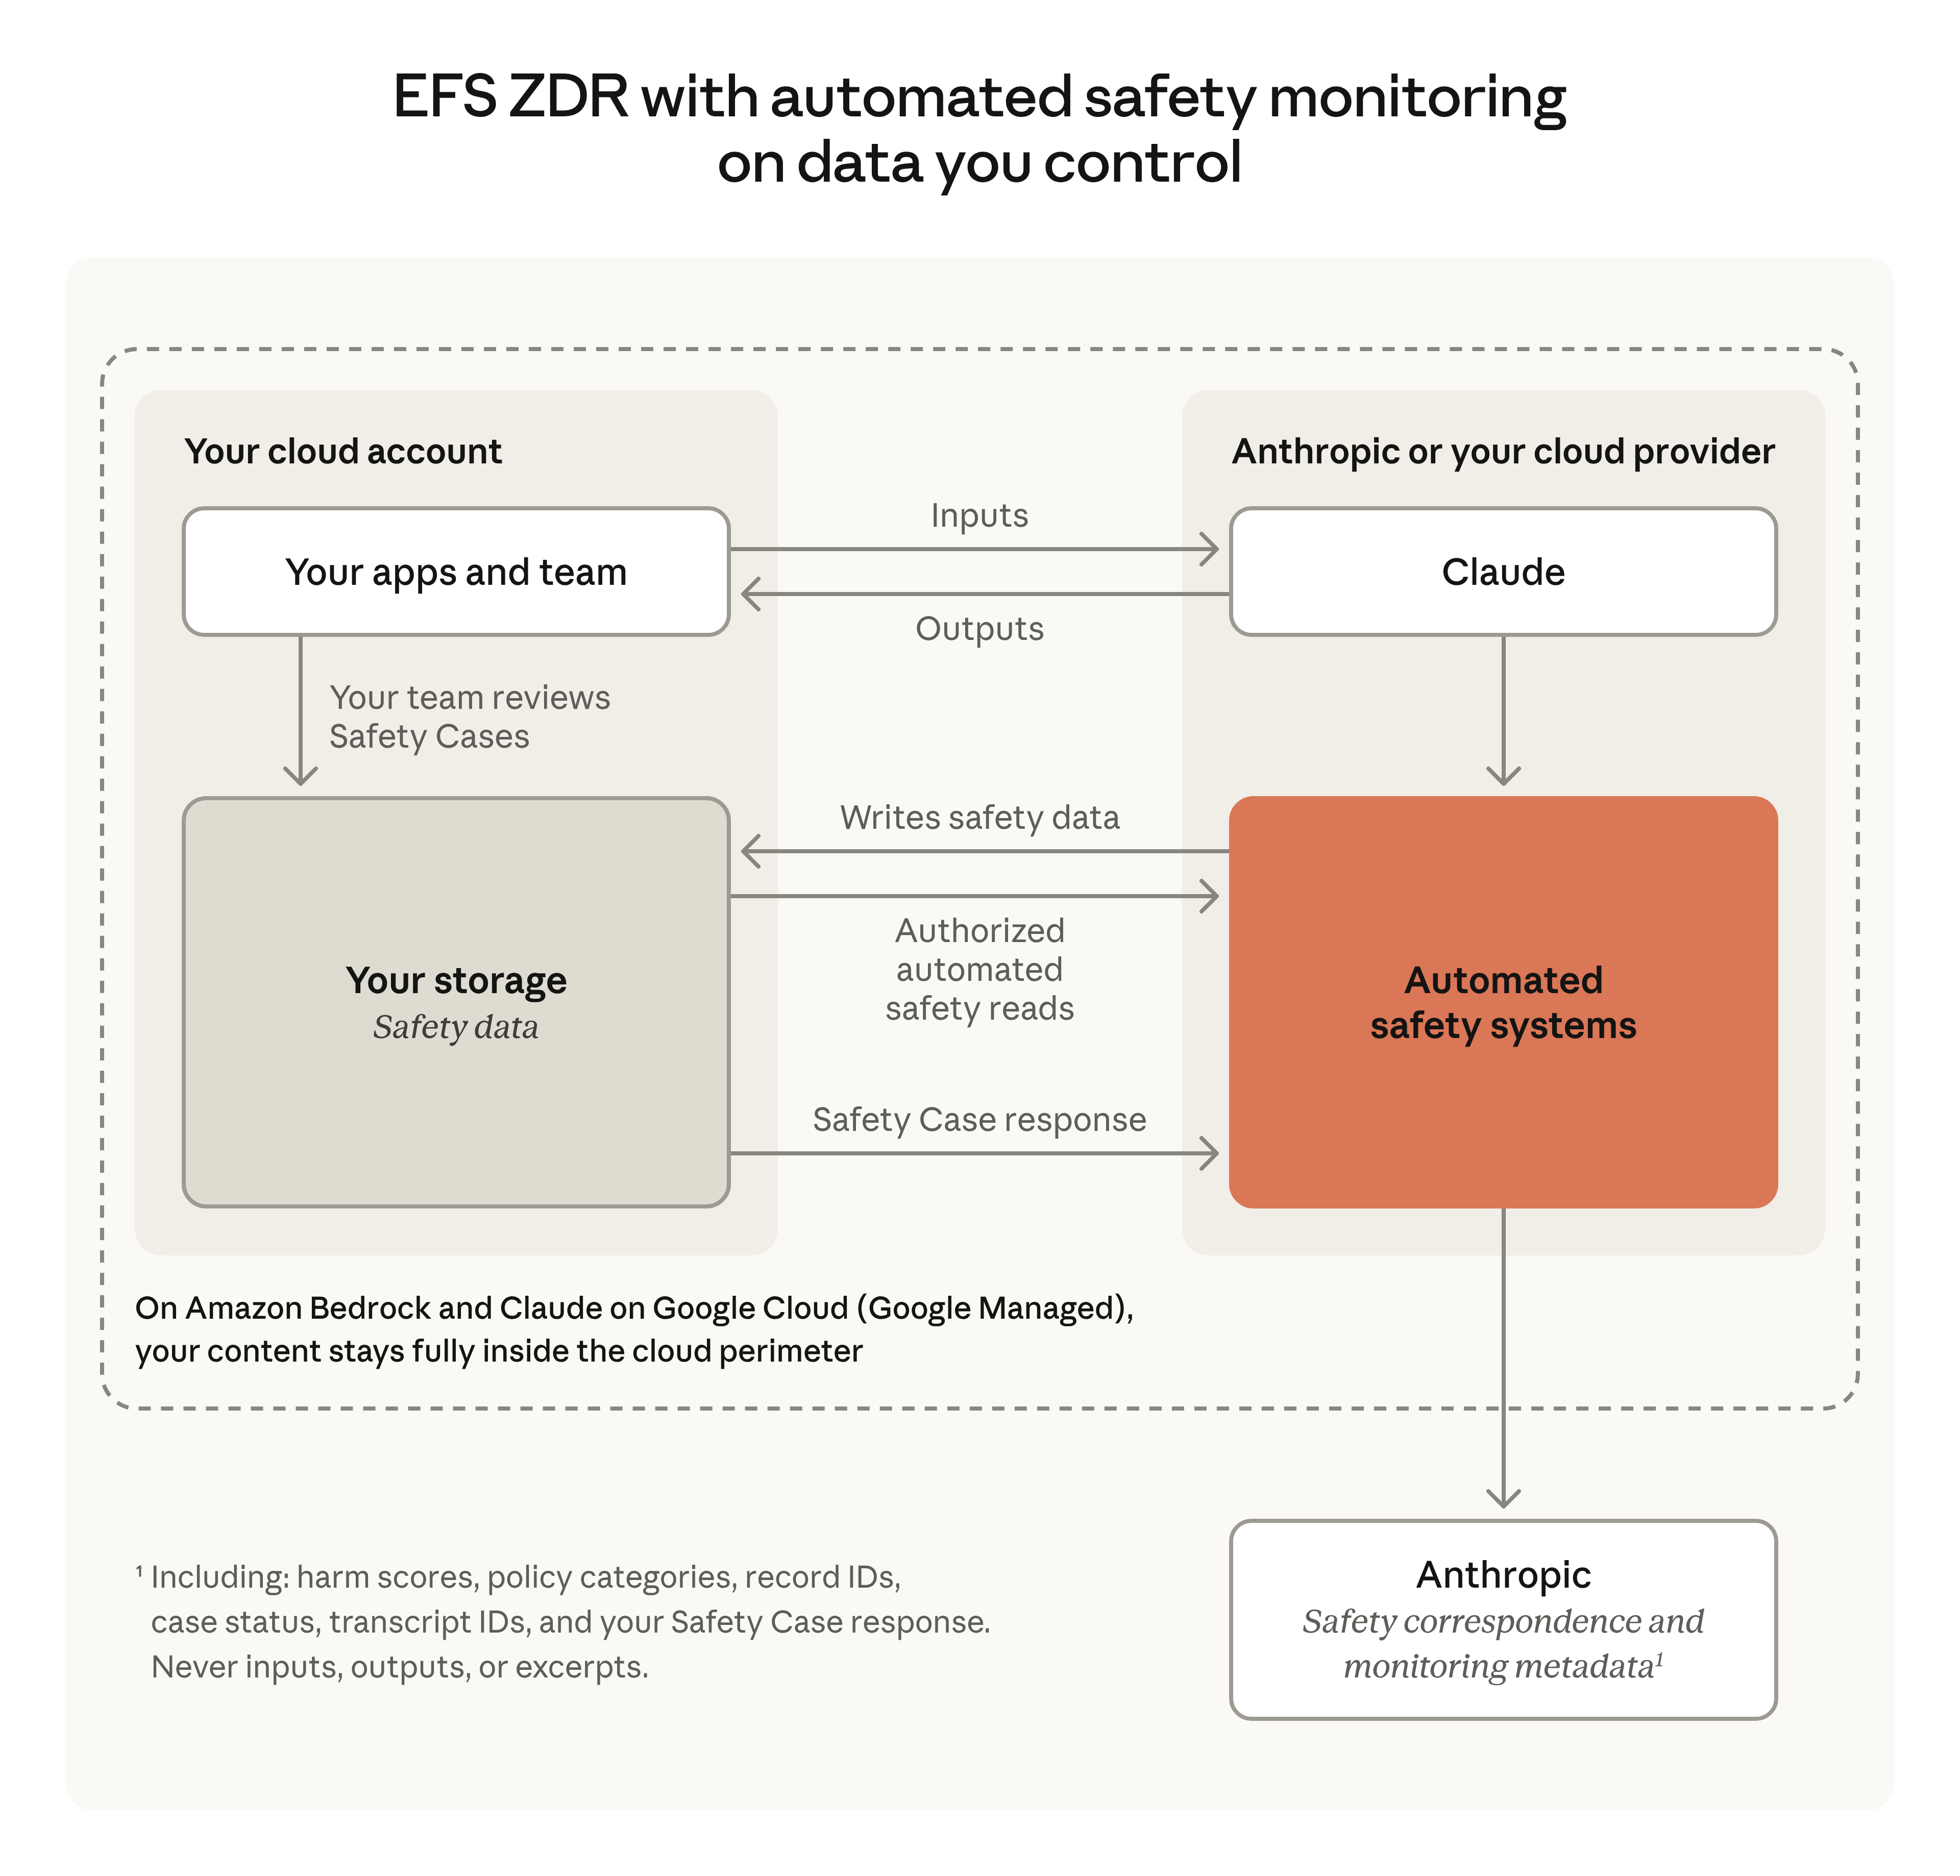 EFS ZDR with automated safety monitoring
on data you control
Your cloud account
Anthropic or your cloud provider
Your apps and team
Inputs
Outputs
Claude
Your team reviews
Safety Cases
Your storage
Safety data
Writes safety data
Authorized
automated
safety reads
Safety Case response
Automated
safety systems
On Amazon Bedrock and Claude on Google Cloud (Google Managed),
your content stays fully inside the cloud perimeter
¹ Including: harm scores, policy categories, record IDs,
case status, transcript IDs, and your Safety Case response.
Never inputs, outputs, or excerpts.
Anthropic
Safety correspondence and
monitoring metadata¹